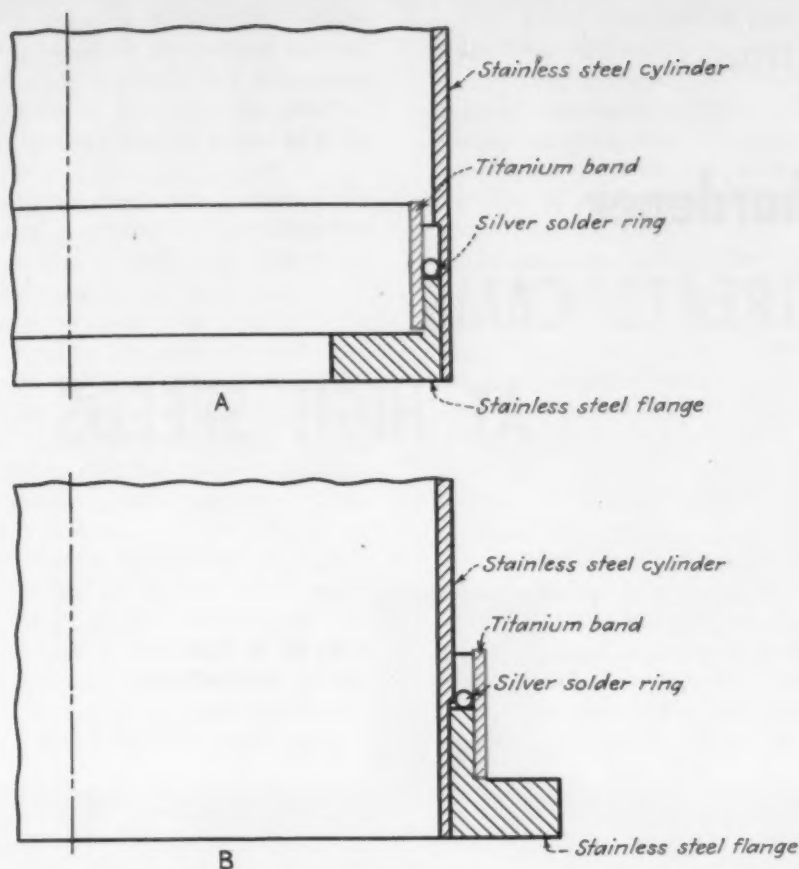 Stainless steel cylinder
Titanium band
Silver solder ring
A
Stainless steel flange
Stainless steel cylinder
Titanium band
Silver solder ring
Stainless steel flange
B